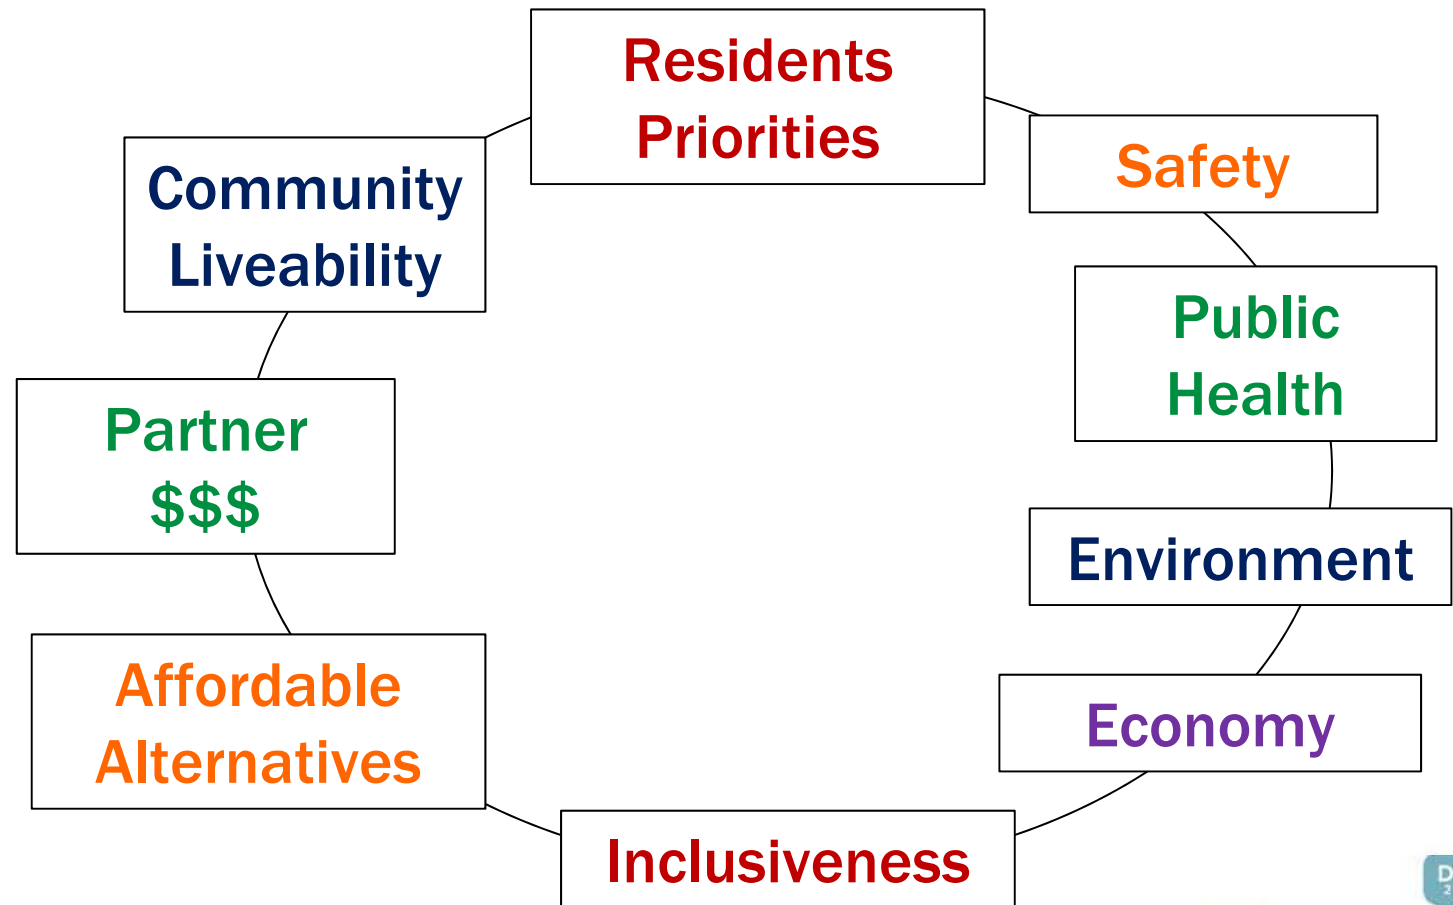 Residents
Priorities
Safety
Public
Health
Environment
Economy
Inclusiveness
Affordable
Alternatives
Partner
$$$
Community
Liveability